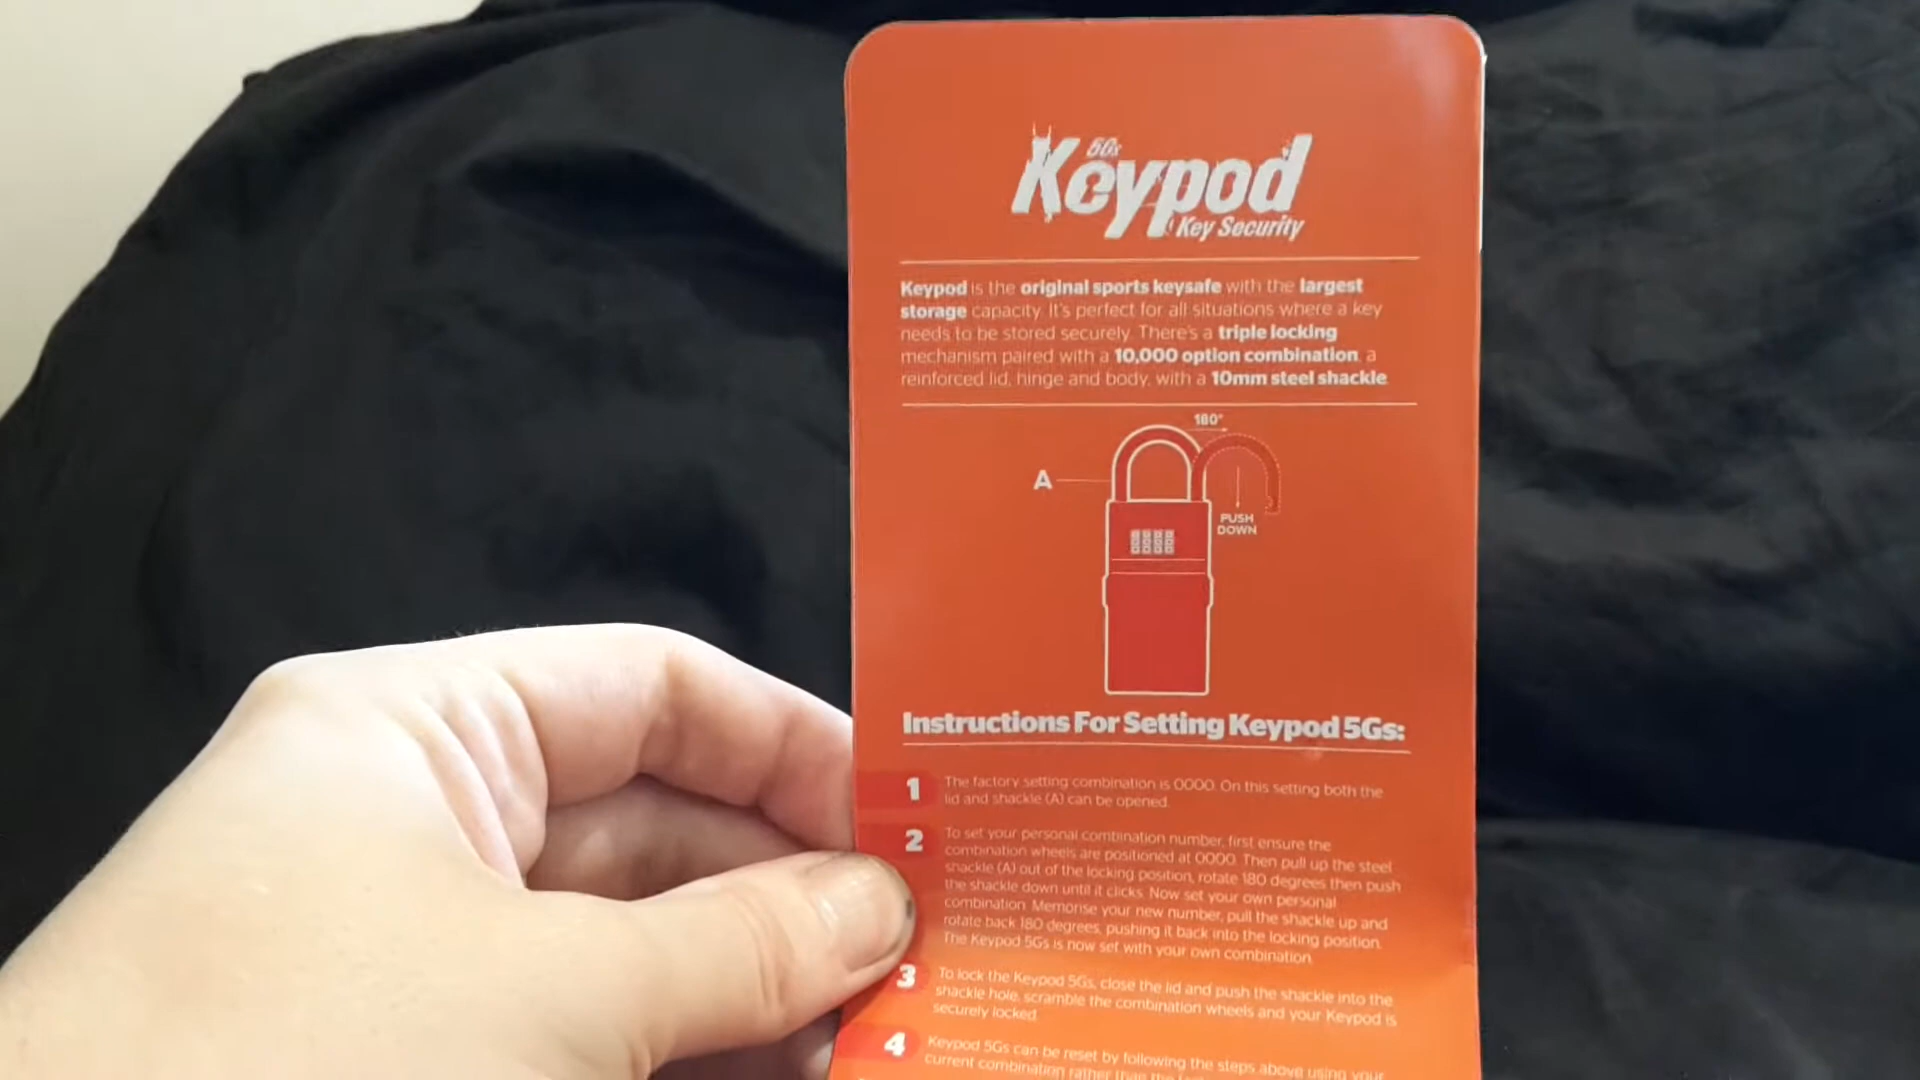 5Gs
Keypod
Key Security
Keypod is the original sports keysafe with the largest
storage capacity. It's perfect for all situations where a key
needs to be stored securely. There's a triple locking
mechanism paired with a 10,000 option combination, a
reinforced lid, hinge and body, with a 10mm steel shackle.
180°
A
PUSH
DOWN
Instructions For Setting Keypod 5Gs:
1 The factory setting combination is 0000. On this setting both the
lid and shackle (A) can be opened.
2 To set your personal combination number, first ensure the
combination wheels are positioned at 0000. Then pull up the steel
shackle (A) out of the locking position, rotate 180 degrees then push
the shackle down until it clicks. Now set your own personal
combination. Memorise your new number, pull the shackle up and
rotate back 180 degrees, pushing it back into the locking position.
The Keypod 5Gs is now set with your own combination.
3 To lock the Keypod 5Gs, close the lid and push the shackle into the
shackle hole, scramble the combination wheels and your Keypod is
securely locked.
4 Keypod 5Gs can be reset by following the steps above using your
current combination rather than the